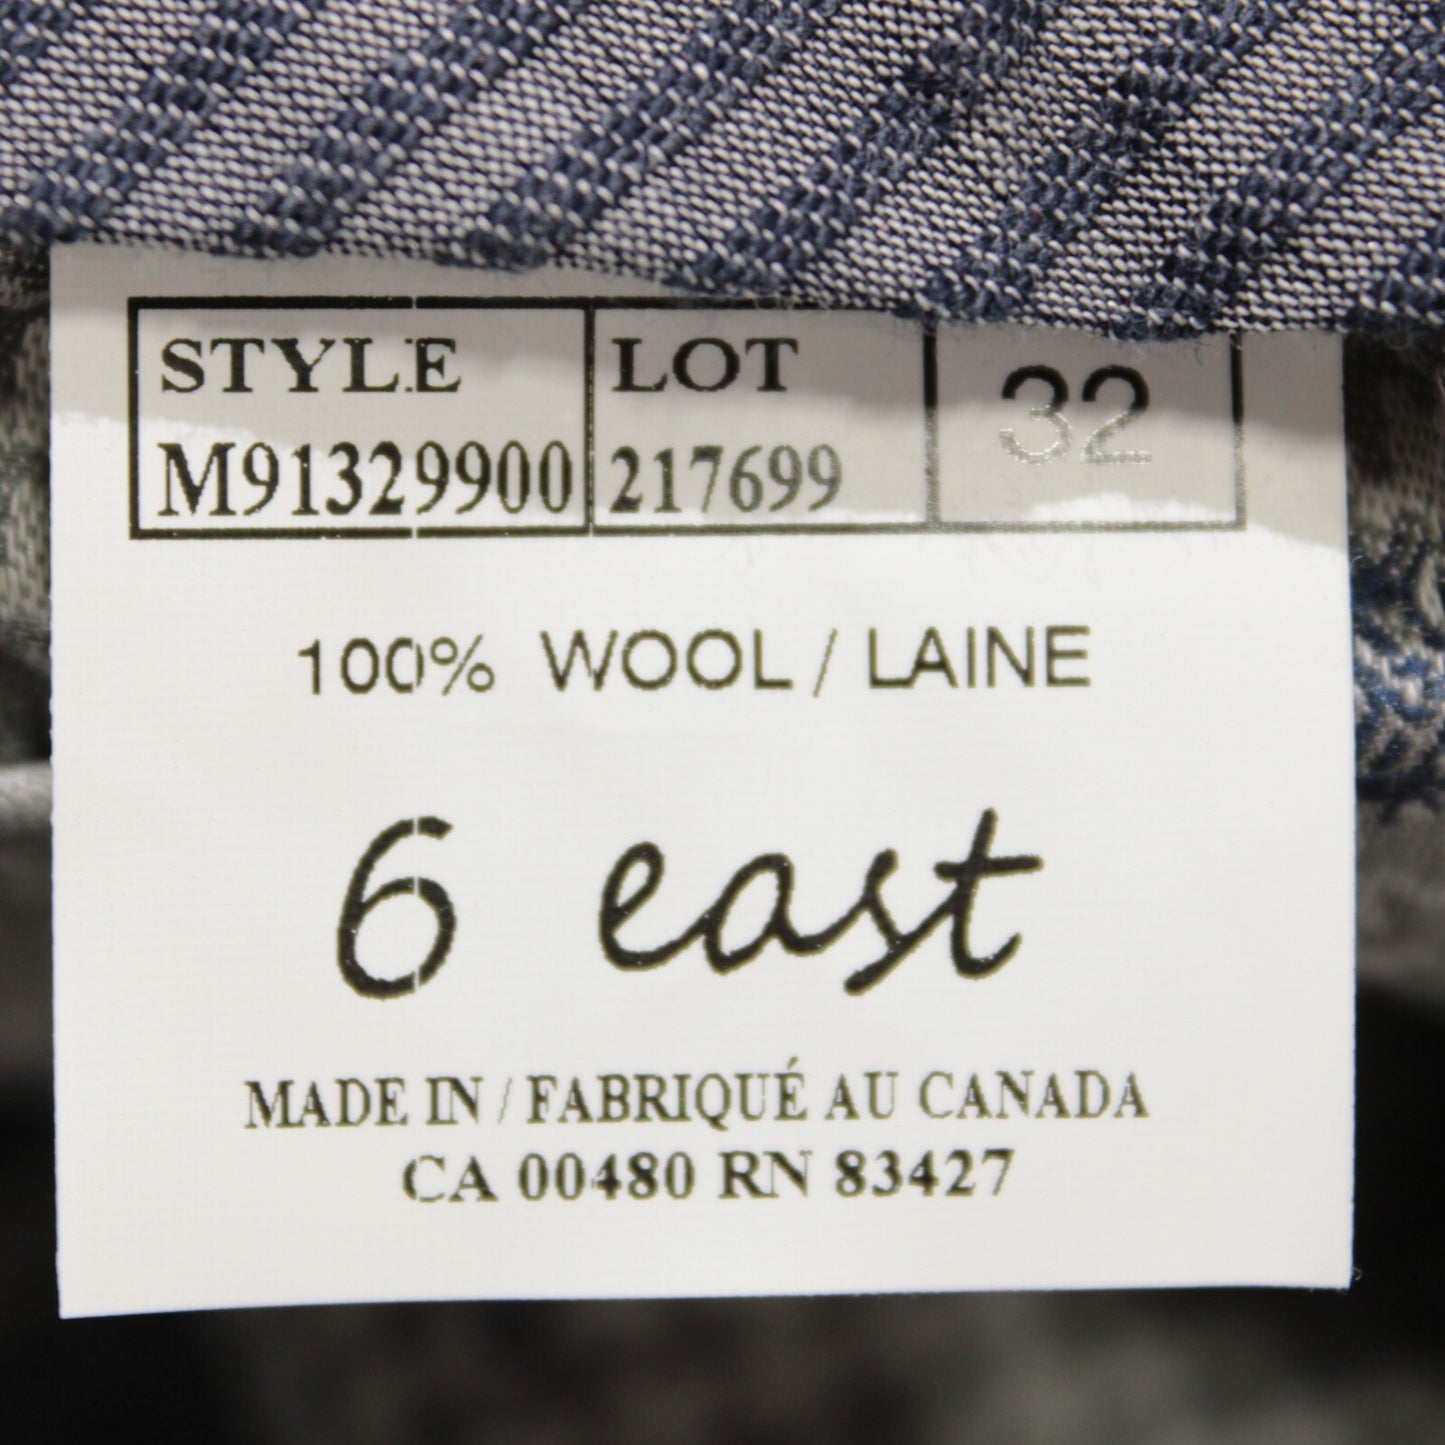 STYLE LOT 32
M91329900 217699
100% WOOL / LAINE
6 east
MADE IN / FABRIQUÉ AU CANADA
CA 00480 RN 83427